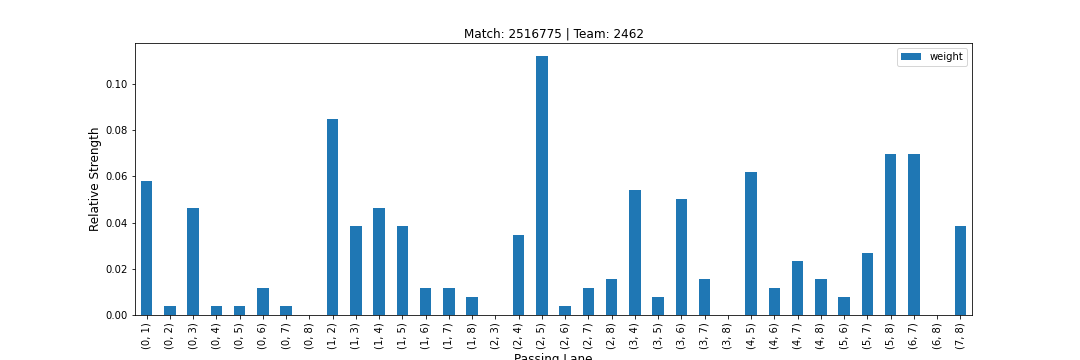 Match: 2516775 | Team: 2462
weight
Relative Strength
0.10
0.08
0.06
0.04
0.02
0.00
(0, 1) (0, 2) (0, 3) (0, 4) (0, 5) (0, 6) (0, 7) (0, 8) (1, 2) (1, 3) (1, 4) (1, 5) (1, 6) (1, 7) (1, 8) (2, 3) (2, 4) (2, 5) (2, 6) (2, 7) (2, 8) (3, 4) (3, 5) (3, 6) (3, 7) (3, 8) (4, 5) (4, 6) (4, 7) (4, 8) (5, 6) (5, 7) (5, 8) (6, 7) (6, 8) (7, 8)
Passing Lane